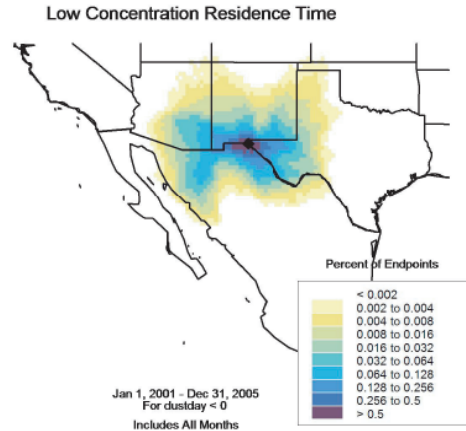 Low Concentration Residence Time
Percent of Endpoints
< 0.002
0.002 to 0.004
0.004 to 0.008
0.008 to 0.016
0.016 to 0.032
0.032 to 0.064
0.064 to 0.128
0.128 to 0.256
0.256 to 0.5
> 0.5
Jan 1, 2001 - Dec 31, 2005
For dustday < 0
Includes All Months